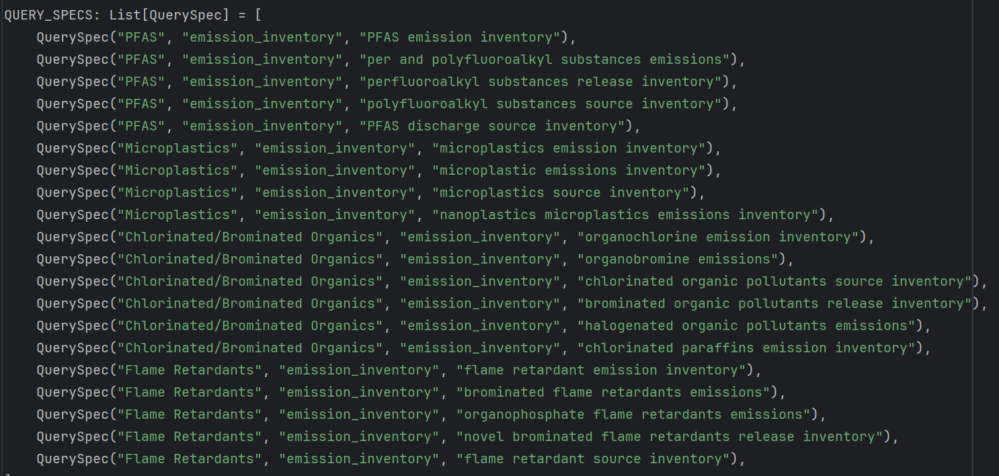 QUERY_SPECS: List[QuerySpec] = [
    QuerySpec("PFAS", "emission_inventory", "PFAS emission inventory"),
    QuerySpec("PFAS", "emission_inventory", "per and polyfluoroalkyl substances emissions"),
    QuerySpec("PFAS", "emission_inventory", "perfluoroalkyl substances release inventory"),
    QuerySpec("PFAS", "emission_inventory", "polyfluoroalkyl substances source inventory"),
    QuerySpec("PFAS", "emission_inventory", "PFAS discharge source inventory"),
    QuerySpec("Microplastics", "emission_inventory", "microplastics emission inventory"),
    QuerySpec("Microplastics", "emission_inventory", "microplastic emissions inventory"),
    QuerySpec("Microplastics", "emission_inventory", "microplastics source inventory"),
    QuerySpec("Microplastics", "emission_inventory", "nanoplastics microplastics emissions inventory"),
    QuerySpec("Chlorinated/Brominated Organics", "emission_inventory", "organochlorine emission inventory"),
    QuerySpec("Chlorinated/Brominated Organics", "emission_inventory", "organobromine emissions"),
    QuerySpec("Chlorinated/Brominated Organics", "emission_inventory", "chlorinated organic pollutants source inventory"),
    QuerySpec("Chlorinated/Brominated Organics", "emission_inventory", "brominated organic pollutants release inventory"),
    QuerySpec("Chlorinated/Brominated Organics", "emission_inventory", "halogenated organic pollutants emissions"),
    QuerySpec("Chlorinated/Brominated Organics", "emission_inventory", "chlorinated paraffins emission inventory"),
    QuerySpec("Flame Retardants", "emission_inventory", "flame retardant emission inventory"),
    QuerySpec("Flame Retardants", "emission_inventory", "brominated flame retardants emissions"),
    QuerySpec("Flame Retardants", "emission_inventory", "organophosphate flame retardants emissions"),
    QuerySpec("Flame Retardants", "emission_inventory", "novel brominated flame retardants release inventory"),
    QuerySpec("Flame Retardants", "emission_inventory", "flame retardant source inventory"),